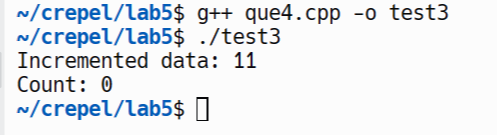 ~/crepel/lab5$ g++ que4.cpp -o test3
~/crepel/lab5$ ./test3
Incremented data: 11
Count: 0
~/crepel/lab5$